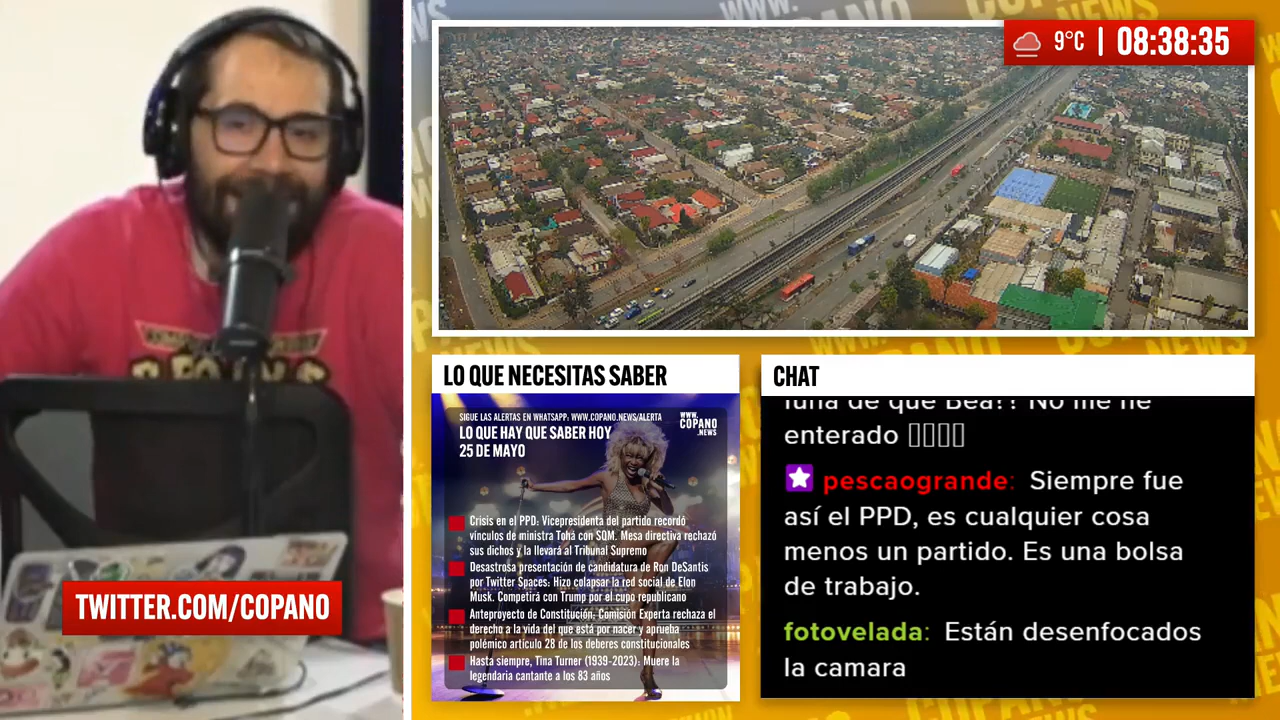 9°C | 08:38:35
TWITTER.COM/COPANO
LO QUE NECESITAS SABER
SIGUE LAS ALERTAS EN WHATSAPP: WWW.COPANO.NEWS/ALERTA
WWW.
COPANO
.NEWS
LO QUE HAY QUE SABER HOY
25 DE MAYO
Crisis en el PPD: Vicepresidenta del partido recordó
vínculos de ministra Tohá con SQM. Mesa directiva rechazó
sus dichos y la llevará al Tribunal Supremo
Desastrosa presentación de candidatura de Ron DeSantis
por Twitter Spaces: Hizo colapsar la red social de Elon
Musk. Competirá con Trump por el cupo republicano
Anteproyecto de Constitución: Comisión Experta rechaza el
derecho a la vida del que está por nacer y aprueba
polémico artículo 28 de los deberes constitucionales
Hasta siempre, Tina Turner (1939-2023): Muere la
legendaria cantante a los 83 años
CHAT
funa de que Bea?! No me he
enterado
pescaogrande: Siempre fue
así el PPD, es cualquier cosa
menos un partido. Es una bolsa
de trabajo.
fotovelada: Están desenfocados
la camara